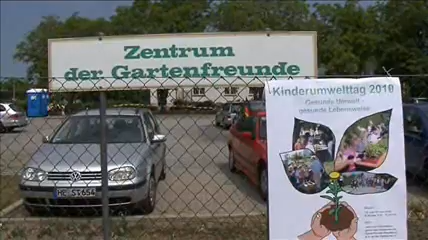 Zentrum
der Gartenfreunde
Kinderumwelttag 2010
Gesunde Umwelt -
gesunde Lebensweise